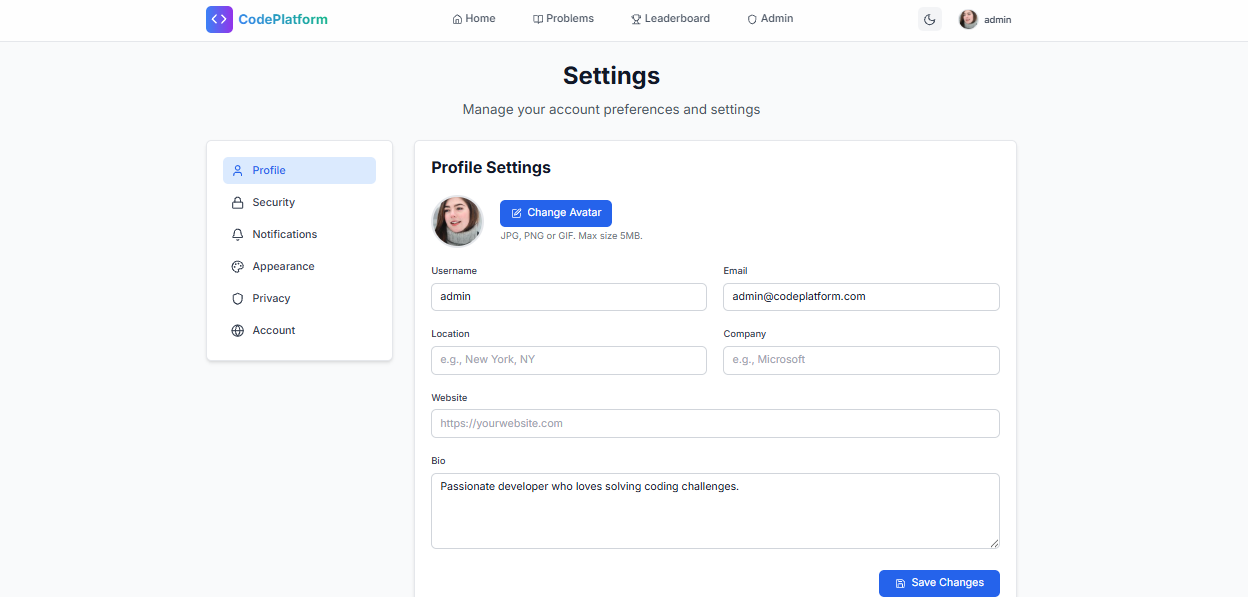 CodePlatform
Home Problems Leaderboard Admin admin
Settings
Manage your account preferences and settings
Profile
Security
Notifications
Appearance
Privacy
Account
Profile Settings
Change Avatar
JPG, PNG or GIF. Max size 5MB.
Username Email
admin admin@codeplatform.com
Location Company
e.g., New York, NY e.g., Microsoft
Website
https://yourwebsite.com
Bio
Passionate developer who loves solving coding challenges.
Save Changes